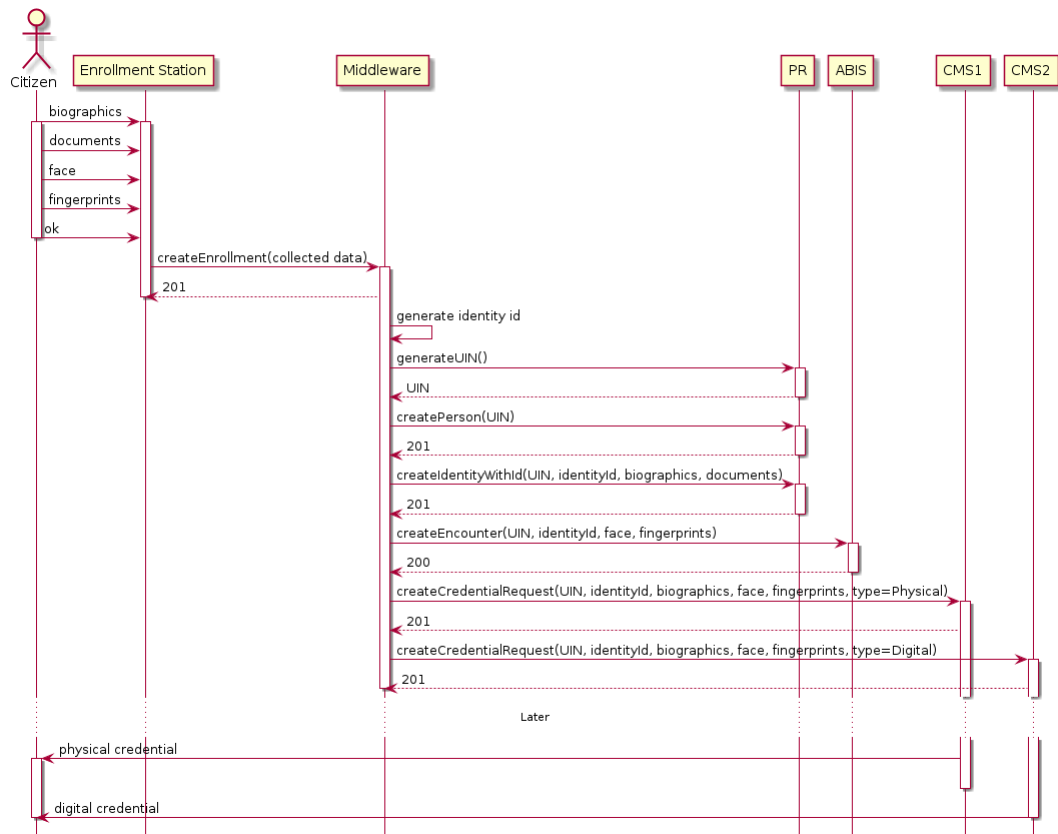 Citizen
Enrollment Station
Middleware
PR
ABIS
CMS1
CMS2
biographics
documents
face
fingerprints
ok
createEnrollment(collected data)
201
generate identity id
generateUIN()
UIN
createPerson(UIN)
201
createIdentityWithId(UIN, identityId, biographics, documents)
201
createEncounter(UIN, identityId, face, fingerprints)
200
createCredentialRequest(UIN, identityId, biographics, face, fingerprints, type=Physical)
201
createCredentialRequest(UIN, identityId, biographics, face, fingerprints, type=Digital)
201
Later
physical credential
digital credential